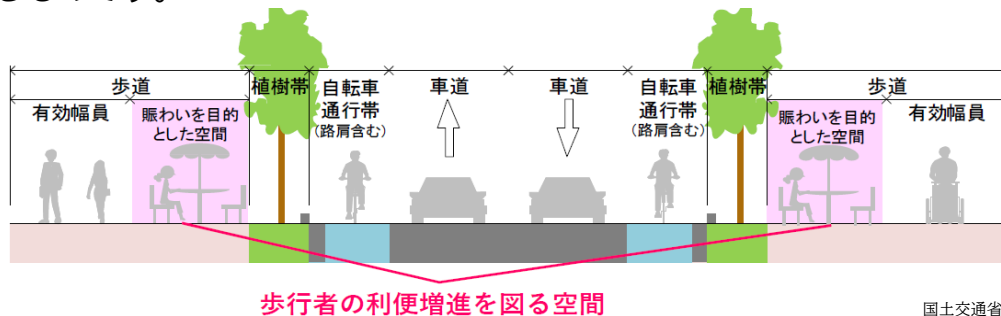 です。
歩道
植樹帯
自転車
通行帯
(路肩含む)
車道
車道
自転車
通行帯
(路肩含む)
植樹帯
歩道
有効幅員
賑わいを目的
とした空間
賑わいを目的
とした空間
有効幅員
歩行者の利便増進を図る空間
国土交通省